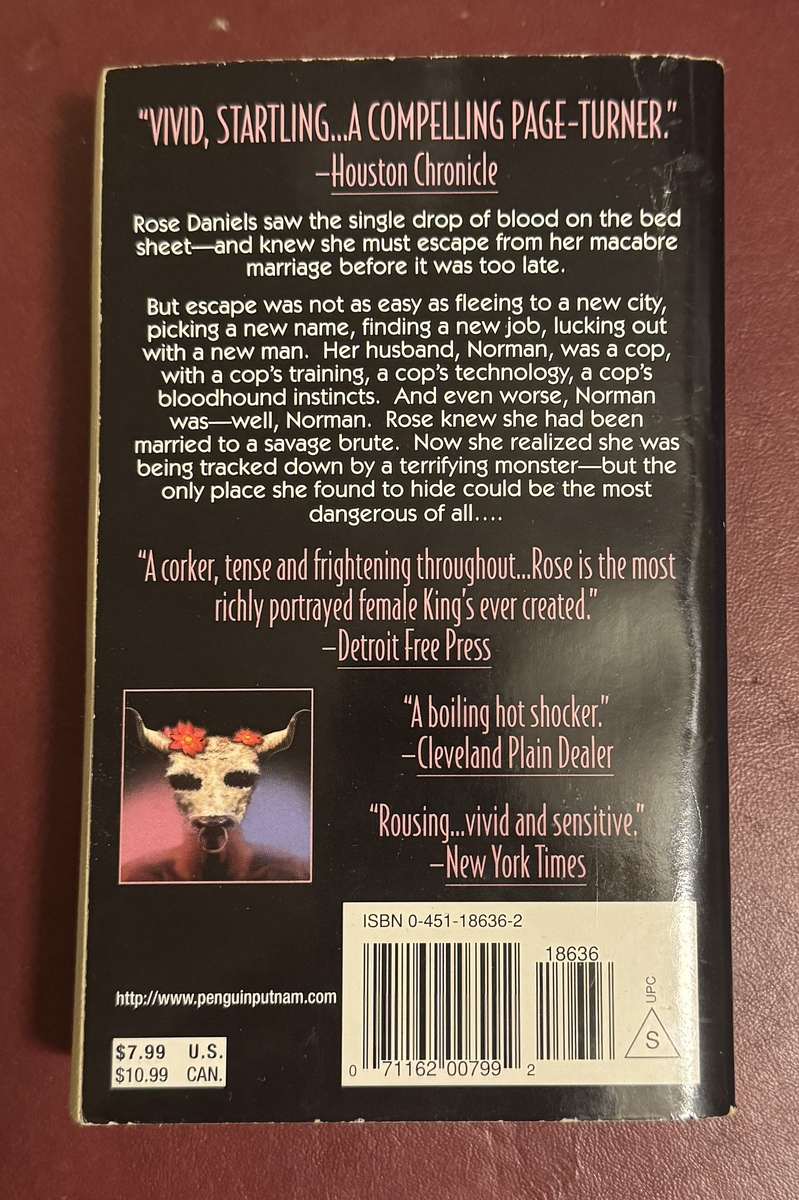 “VIVID, STARTLING...A COMPELLING PAGE-TURNER.”
–Houston Chronicle
Rose Daniels saw the single drop of blood on the bed
sheet—and knew she must escape from her macabre
marriage before it was too late.
But escape was not as easy as fleeing to a new city,
picking a new name, finding a new job, lucking out
with a new man. Her husband, Norman, was a cop,
with a cop’s training, a cop’s technology, a cop’s
bloodhound instincts. And even worse, Norman
was—well, Norman. Rose knew she had been
married to a savage brute. Now she realized she was
being tracked down by a terrifying monster—but the
only place she found to hide could be the most
dangerous of all....
“A corker, tense and frightening throughout...Rose is the most
richly portrayed female King’s ever created.”
–Detroit Free Press
“A boiling hot shocker.”
–Cleveland Plain Dealer
“Rousing...vivid and sensitive.”
–New York Times
ISBN 0-451-18636-2
18636
UPC
S
0 71162 00799 2
http://www.penguinputnam.com
$7.99 U.S.
$10.99 CAN.